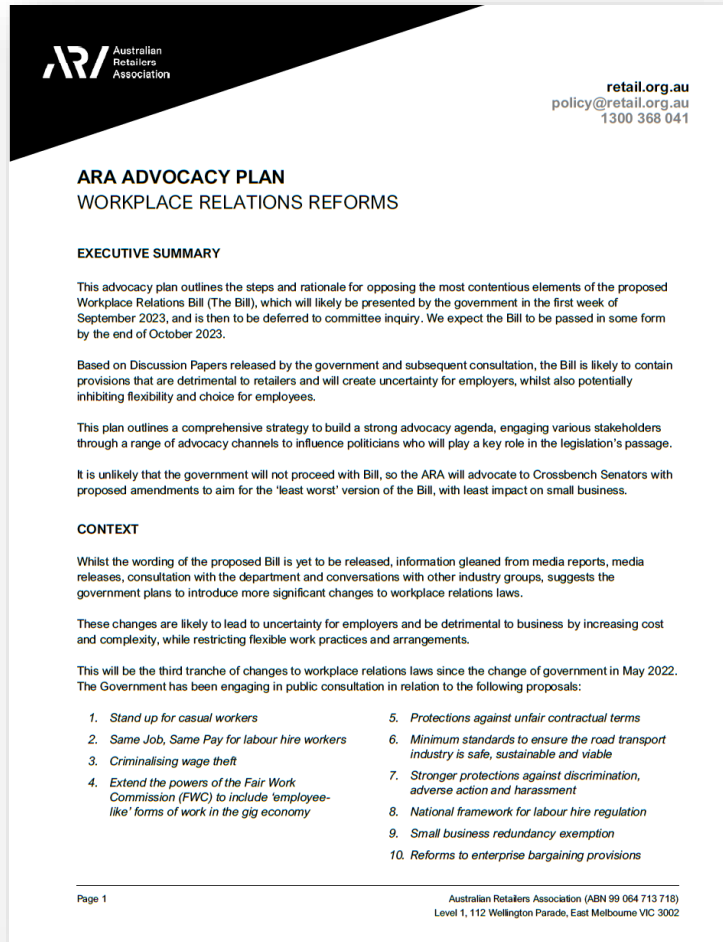 ARA
Australian
Retailers
Association
retail.org.au
policy@retail.org.au
1300 368 041
ARA ADVOCACY PLAN
WORKPLACE RELATIONS REFORMS
EXECUTIVE SUMMARY
This advocacy plan outlines the steps and rationale for opposing the most contentious elements of the proposed
Workplace Relations Bill (The Bill), which will likely be presented by the government in the first week of
September 2023, and is then to be deferred to committee inquiry. We expect the Bill to be passed in some form
by the end of October 2023.
Based on Discussion Papers released by the government and subsequent consultation, the Bill is likely to contain
provisions that are detrimental to retailers and will create uncertainty for employers, whilst also potentially
inhibiting flexibility and choice for employees.
This plan outlines a comprehensive strategy to build a strong advocacy agenda, engaging various stakeholders
through a range of advocacy channels to influence politicians who will play a key role in the legislation's passage.
It is unlikely that the government will not proceed with Bill, so the ARA will advocate to Crossbench Senators with
proposed amendments to aim for the 'least worst' version of the Bill, with least impact on small business.
CONTEXT
Whilst the wording of the proposed Bill is yet to be released, information gleaned from media reports, media
releases, consultation with the department and conversations with other industry groups, suggests the
government plans to introduce more significant changes to workplace relations laws.
These changes are likely to lead to uncertainty for employers and be detrimental to business by increasing cost
and complexity, while restricting flexible work practices and arrangements.
This will be the third tranche of changes to workplace relations laws since the change of government in May 2022.
The Government has been engaging in public consultation in relation to the following proposals:
1. Stand up for casual workers
2. Same Job, Same Pay for labour hire workers
3. Criminalising wage theft
4. Extend the powers of the Fair Work
Commission (FWC) to include 'employee-
like' forms of work in the gig economy
5. Protections against unfair contractual terms
6. Minimum standards to ensure the road transport
industry is safe, sustainable and viable
7. Stronger protections against discrimination,
adverse action and harassment
8. National framework for labour hire regulation
9. Small business redundancy exemption
10. Reforms to enterprise bargaining provisions
Page 1
Australian Retailers Association (ABN 99 064 713 718)
Level 1, 112 Wellington Parade, East Melbourne VIC 3002